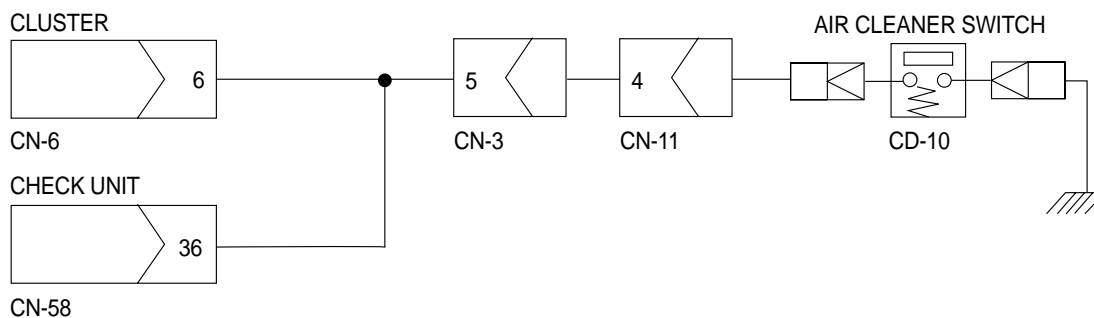 CLUSTER
AIR CLEANER SWITCH
6
5
4
CN-6
CN-3
CN-11
CD-10
CHECK UNIT
36
CN-58